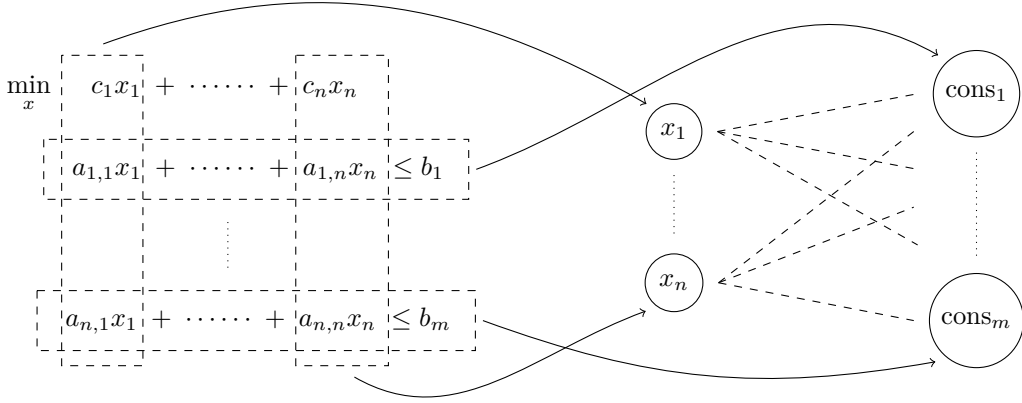 min x c₁x₁ + ⋯⋯ + cₙxₙ
a₁,₁x₁ + ⋯⋯ + a₁,ₙxₙ ≤ b₁
aₙ,₁x₁ + ⋯⋯ + aₙ,ₙxₙ ≤ bₘ
x₁
xₙ
cons₁
consₘ